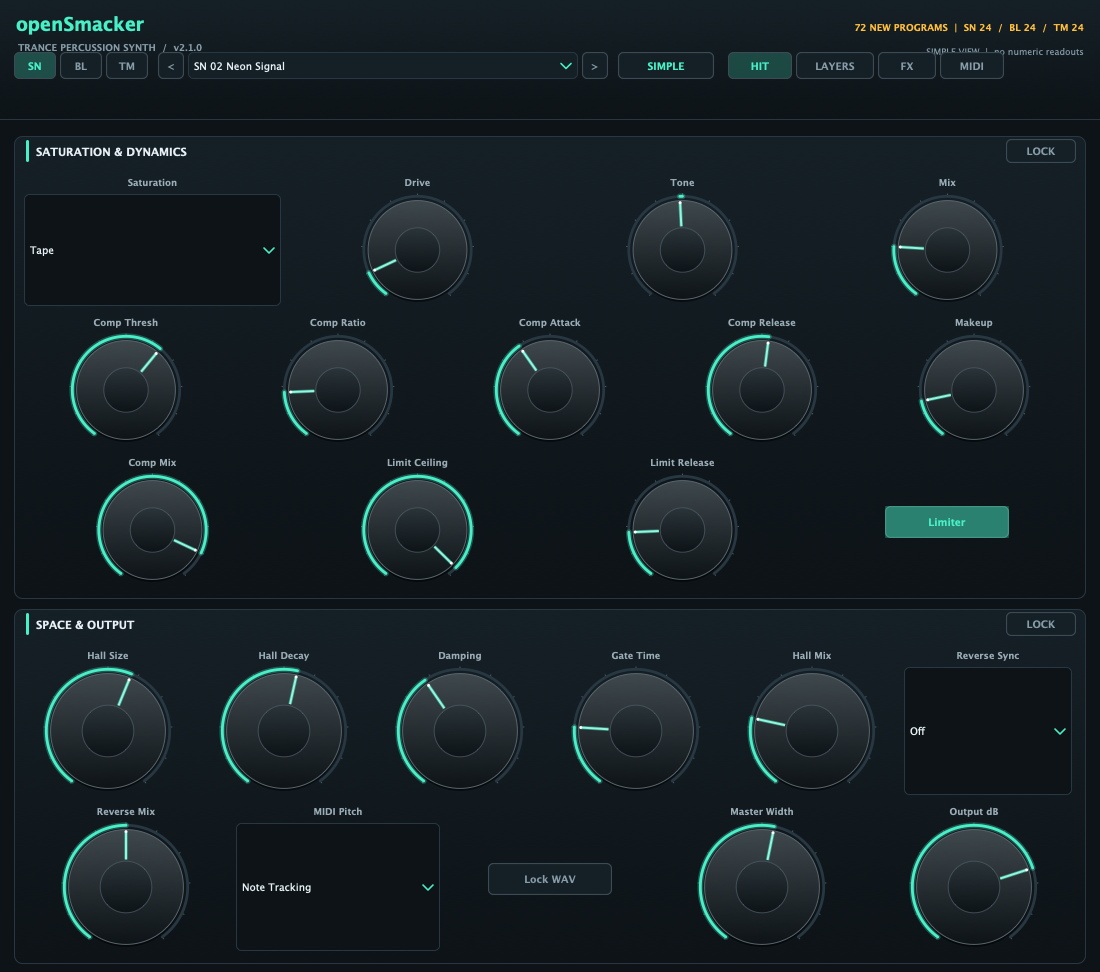 openSmacker
72 NEW PROGRAMS | SN 24 / BL 24 / TM 24
TRANCE PERCUSSION SYNTH / v2.1.0
SIMPLE VIEW | no numeric readouts
SN BL TM < SN 02 Neon Signal > SIMPLE HIT LAYERS FX MIDI
SATURATION & DYNAMICS LOCK
Saturation Drive Tone Mix
Tape
Comp Thresh Comp Ratio Comp Attack Comp Release Makeup
Comp Mix Limit Ceiling Limit Release
Limiter
SPACE & OUTPUT LOCK
Hall Size Hall Decay Damping Gate Time Hall Mix Reverse Sync
Off
Reverse Mix MIDI Pitch Master Width Output dB
Note Tracking Lock WAV